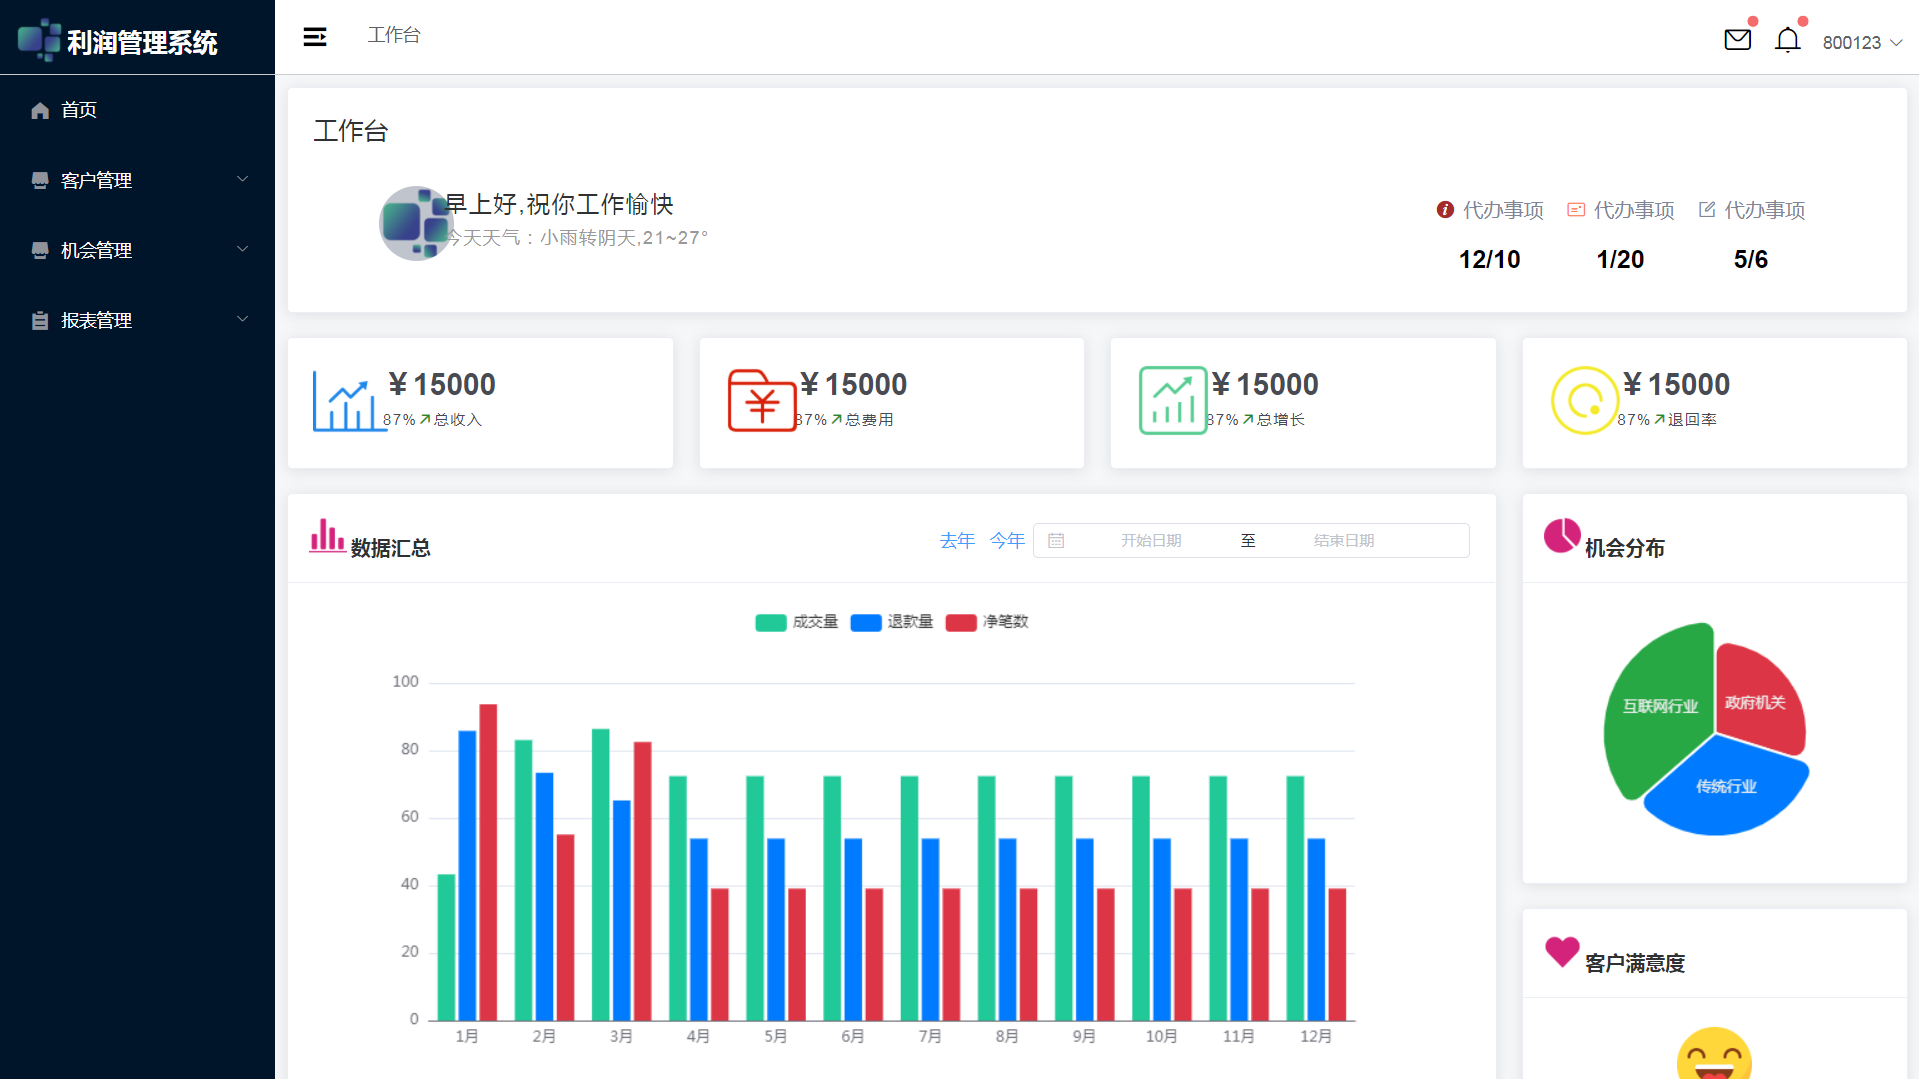 利润管理系统
工作台
800123
首页
客户管理
机会管理
报表管理
工作台
早上好,祝你工作愉快
今天天气：小雨转阴天,21~27°
代办事项 代办事项 代办事项
12/10 1/20 5/6
￥15000
87% 总收入
￥15000
87% 总费用
￥15000
87% 总增长
￥15000
87% 退回率
数据汇总
去年 今年 开始日期 至 结束日期
成交量 退款量 净笔数
100
80
60
40
20
0
1月 2月 3月 4月 5月 6月 7月 8月 9月 10月 11月 12月
机会分布
互联网行业
政府机关
传统行业
客户满意度